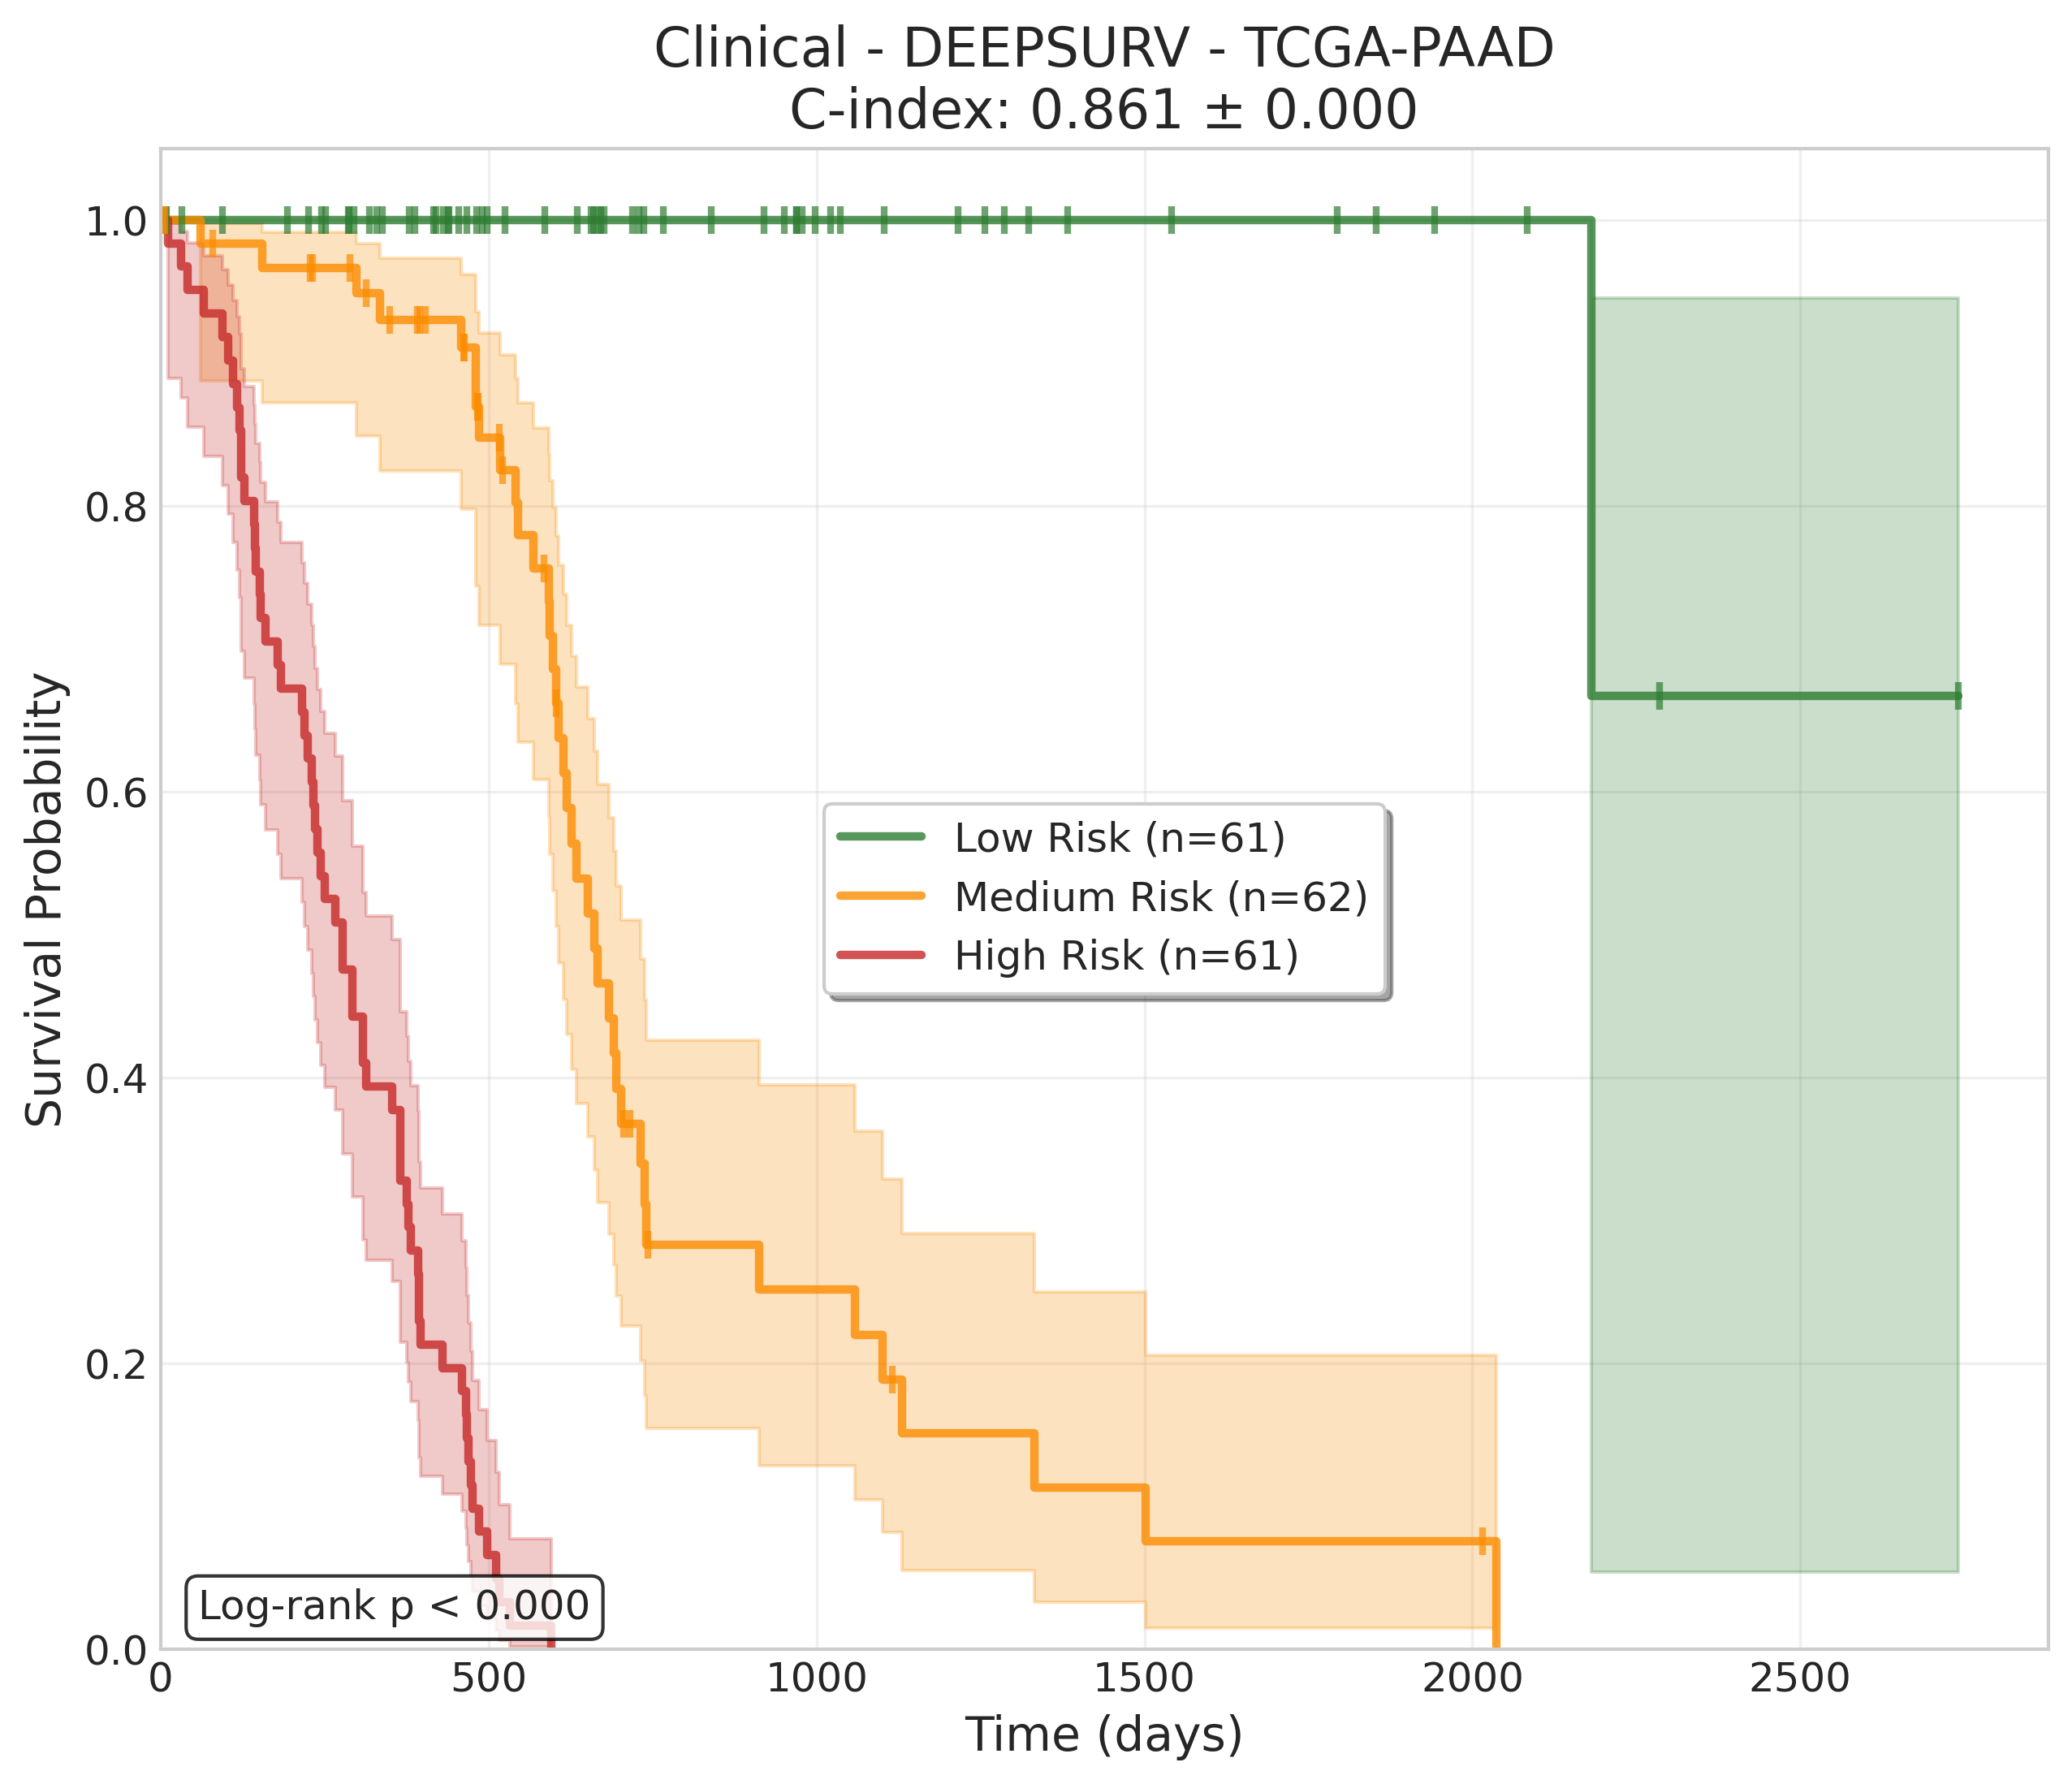 Clinical - DEEPSURV - TCGA-PAAD
C-index: 0.861 ± 0.000
Survival Probability
1.0
0.8
0.6
0.4
0.2
0.0
Low Risk (n=61)
Medium Risk (n=62)
High Risk (n=61)
Log-rank p < 0.000
0
500
1000
1500
2000
2500
Time (days)